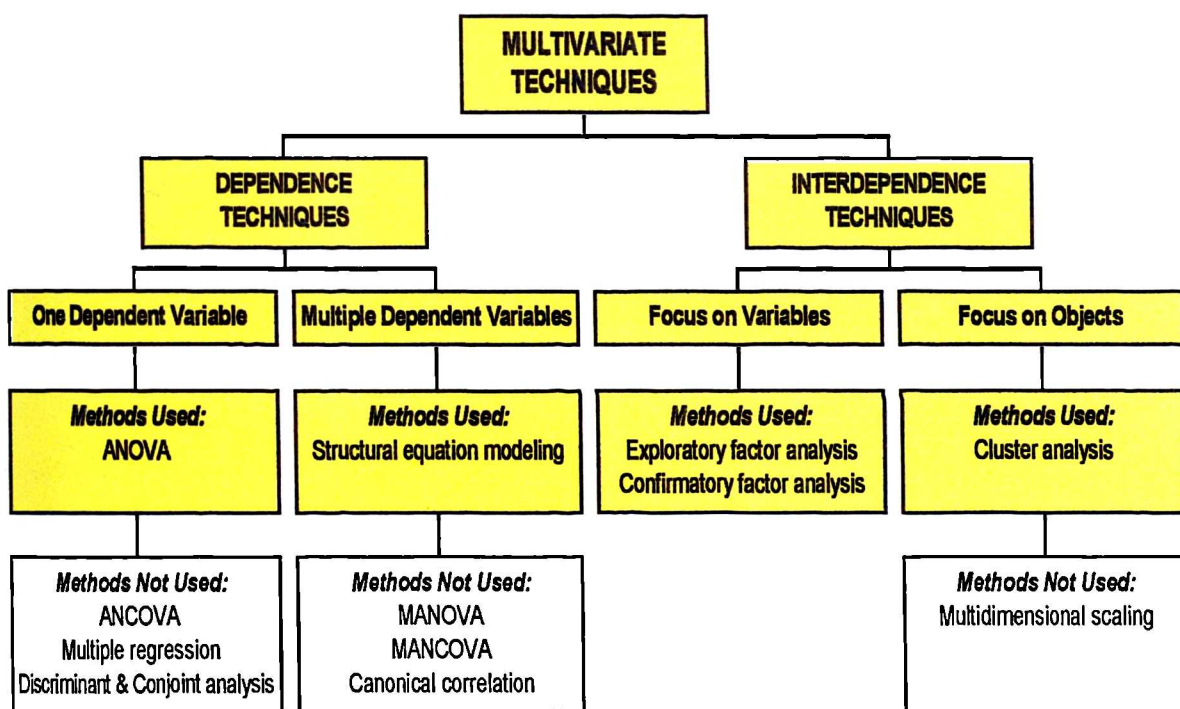 MULTIVARIATE
TECHNIQUES
DEPENDENCE
TECHNIQUES
INTERDEPENDENCE
TECHNIQUES
One Dependent Variable
Multiple Dependent Variables
Focus on Variables
Focus on Objects
Methods Used:
ANOVA
Methods Used:
Structural equation modeling
Methods Used:
Exploratory factor analysis
Confirmatory factor analysis
Methods Used:
Cluster analysis
Methods Not Used:
ANCOVA
Multiple regression
Discriminant & Conjoint analysis
Methods Not Used:
MANOVA
MANCOVA
Canonical correlation
Methods Not Used:
Multidimensional scaling